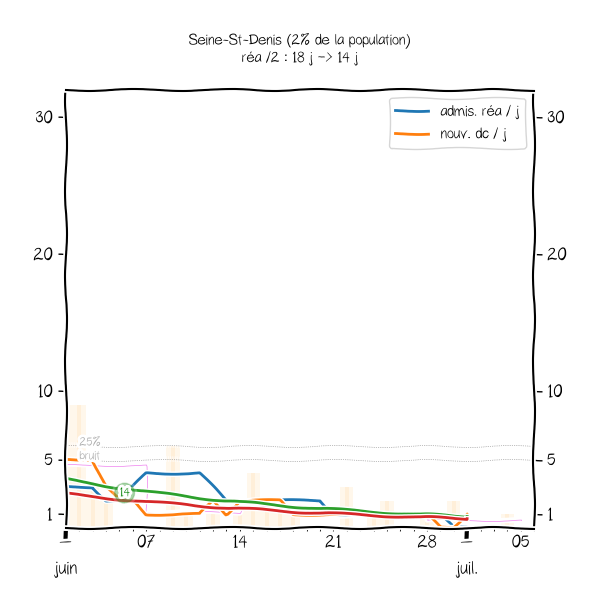 Seine-St-Denis (2% de la population)
réa /2 : 18 j -> 14 j
admis. réa / j
nouv. dc / j
30
30
20
20
10
10
25%
bruit
5
5
14
1
1
07
14
21
28
05
juin
juil.